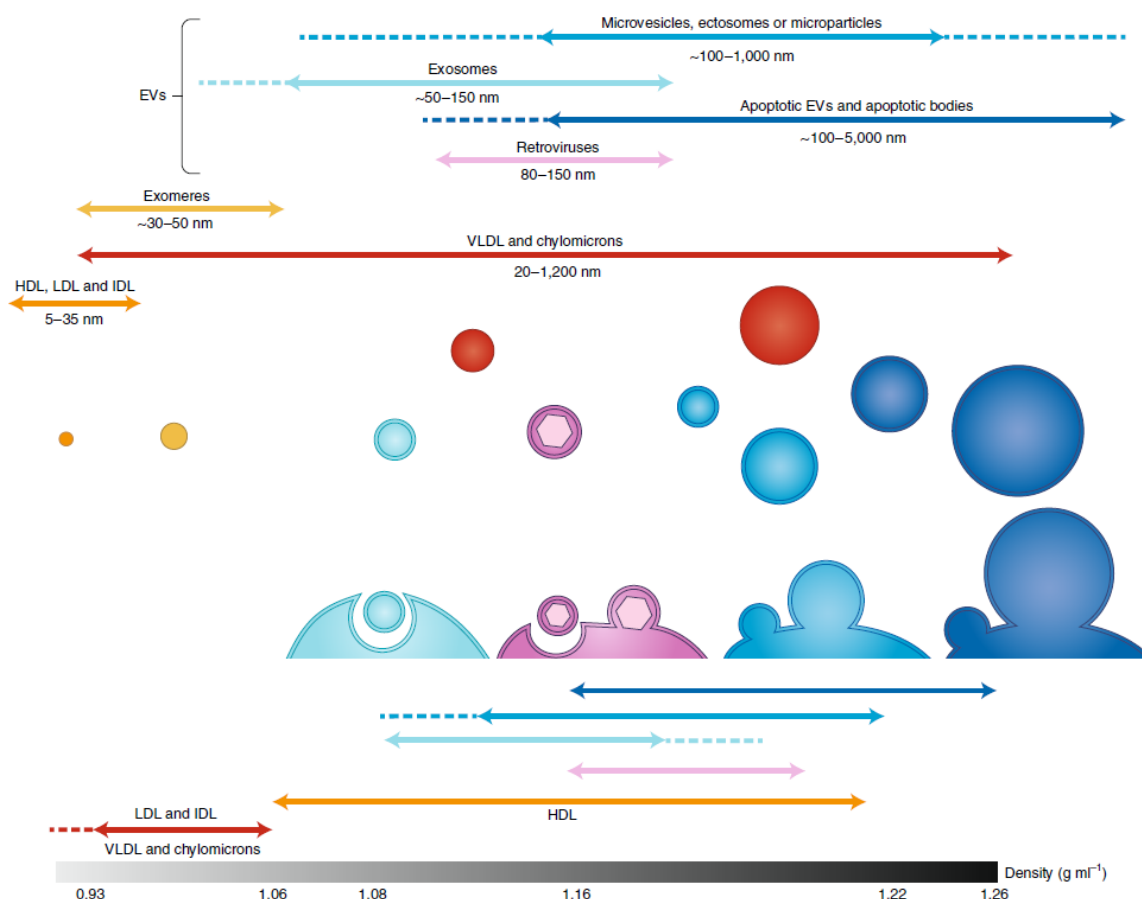 Microvesicles, ectosomes or microparticles
~100–1,000 nm
Exosomes
~50–150 nm
EVs
Apoptotic EVs and apoptotic bodies
~100–5,000 nm
Retroviruses
80–150 nm
Exomeres
~30–50 nm
VLDL and chylomicrons
20–1,200 nm
HDL, LDL and IDL
5–35 nm
LDL and IDL
HDL
VLDL and chylomicrons
Density (g ml⁻¹)
0.93 1.06 1.08 1.16 1.22 1.26